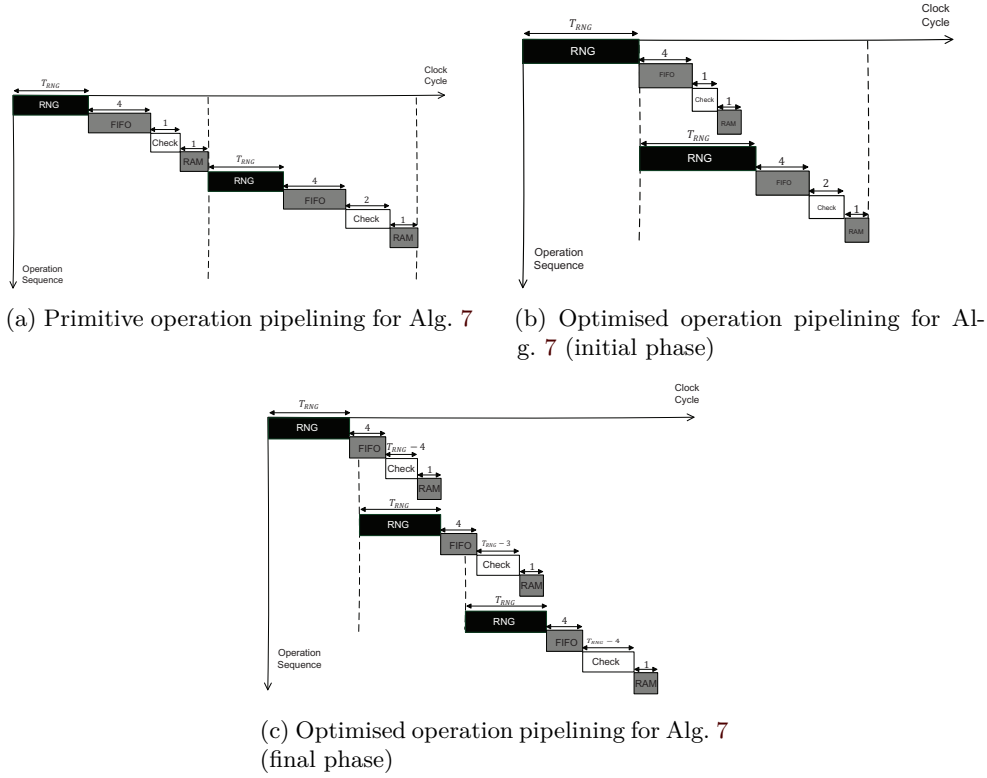 Clock
Cycle
T_RNG
RNG
4
FIFO
1
Check
1
RAM
T_RNG
RNG
4
FIFO
2
Check
1
RAM
Operation
Sequence
(a) Primitive operation pipelining for Alg. 7
Clock
Cycle
T_RNG
RNG
4
FIFO
1
Check
1
RAM
T_RNG
RNG
4
FIFO
2
Check
1
RAM
Operation
Sequence
(b) Optimised operation pipelining for Al-
g. 7 (initial phase)
Clock
Cycle
T_RNG
RNG
4
FIFO
T_RNG − 4
Check
1
RAM
T_RNG
RNG
4
FIFO
T_RNG − 3
Check
1
RAM
T_RNG
RNG
4
FIFO
T_RNG − 4
Check
1
RAM
Operation
Sequence
(c) Optimised operation pipelining for Alg. 7
(final phase)